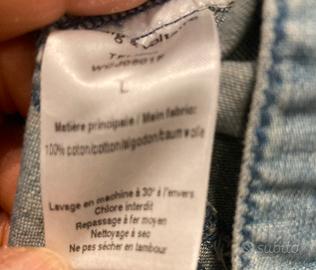 L
Matière principale / Main fabric:
100% coton/cotton/algodon/baumwolle
Lavage en machine à 30° à l'envers
Chlore interdit
Repassage à fer moyen
Nettoyage à sec
Ne pas sécher en tambour
subito